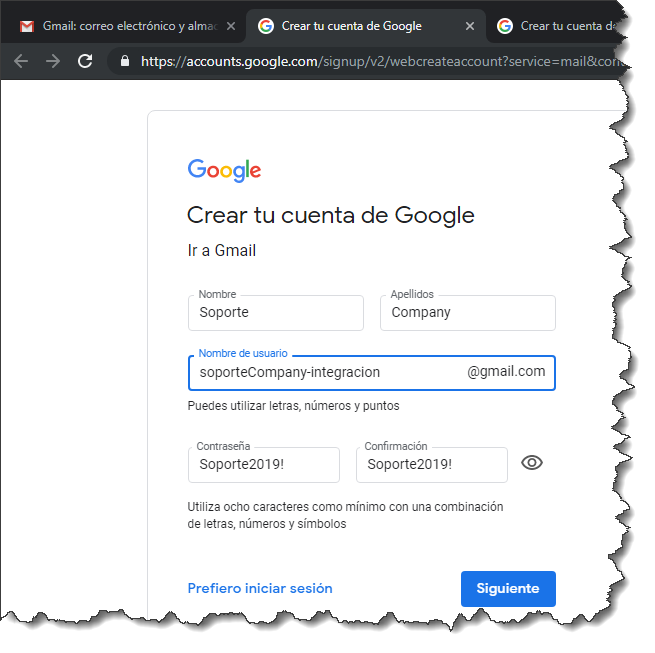 Gmail: correo electrónico y almac
Crear tu cuenta de Google
Crear tu cuenta d
https://accounts.google.com/signup/v2/webcreateaccount?service=mail&con
Google
Crear tu cuenta de Google
Ir a Gmail
Nombre
Soporte
Apellidos
Company
Nombre de usuario
soporteCompany-integracion
@gmail.com
Puedes utilizar letras, números y puntos
Contraseña
Soporte2019!
Confirmación
Soporte2019!
Utiliza ocho caracteres como mínimo con una combinación
de letras, números y símbolos
Prefiero iniciar sesión
Siguiente